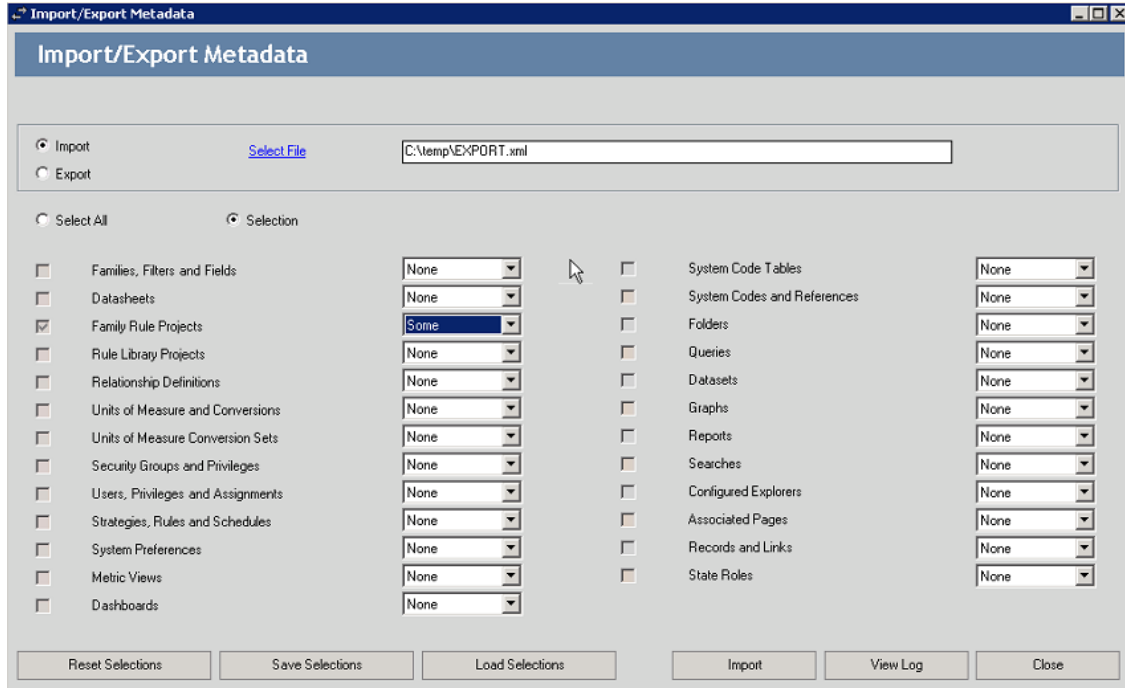 Import/Export Metadata
Import/Export Metadata
Import Select File C:\temp\EXPORT.xml
Export
Select All Selection
Families, Filters and Fields None System Code Tables None
Datasheets None System Codes and References None
Family Rule Projects Some Folders None
Rule Library Projects None Queries None
Relationship Definitions None Datasets None
Units of Measure and Conversions None Graphs None
Units of Measure Conversion Sets None Reports None
Security Groups and Privileges None Searches None
Users, Privileges and Assignments None Configured Explorers None
Strategies, Rules and Schedules None Associated Pages None
System Preferences None Records and Links None
Metric Views None State Roles None
Dashboards None
Reset Selections Save Selections Load Selections Import View Log Close